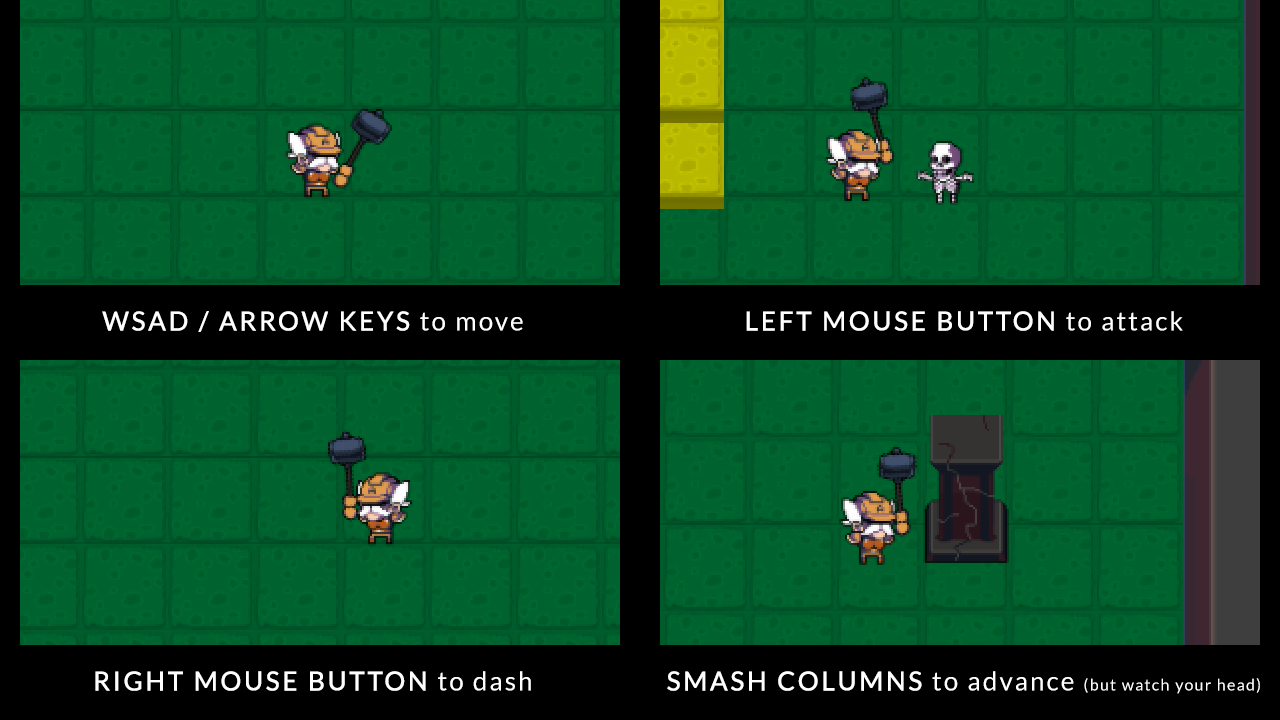 WSAD / ARROW KEYS to move
LEFT MOUSE BUTTON to attack
RIGHT MOUSE BUTTON to dash
SMASH COLUMNS to advance (but watch your head)